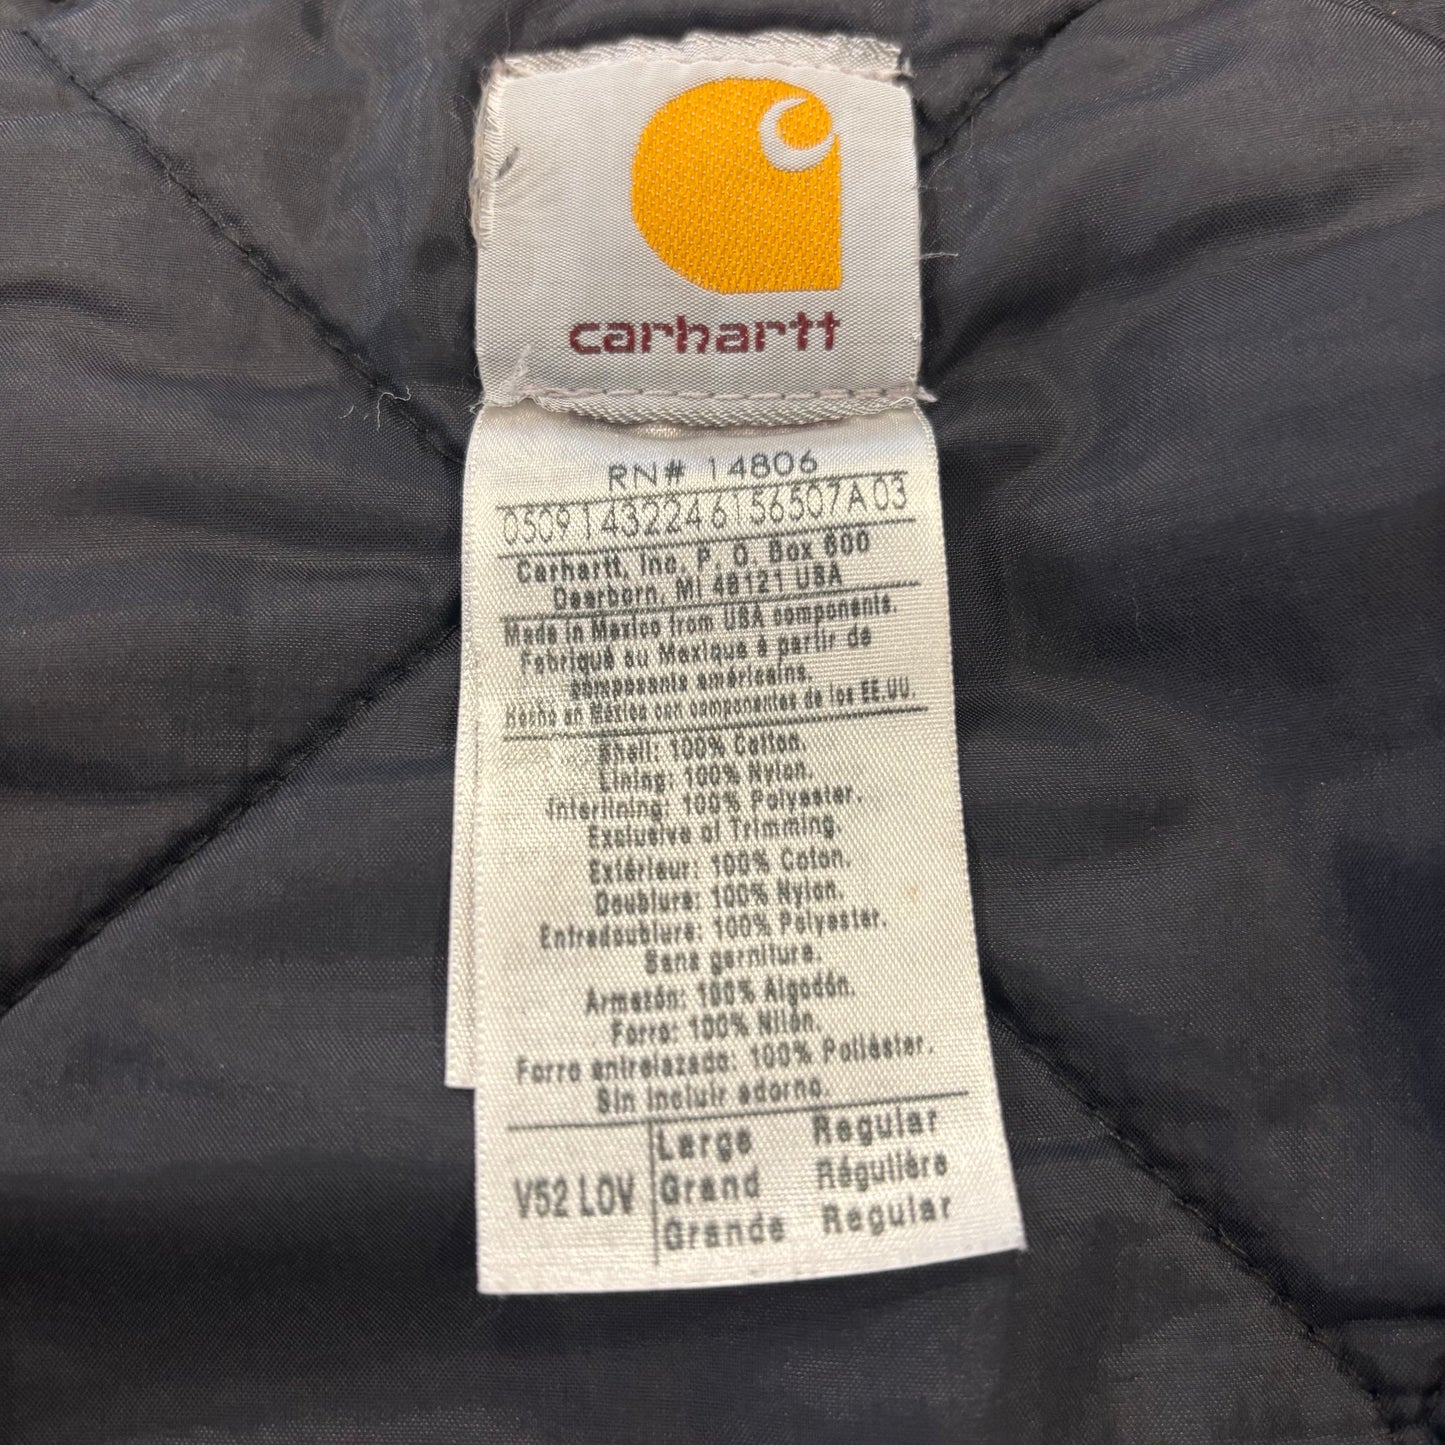 carhartt
RN# 14806
0509143224615 6507A03
Carhartt, Inc. P. O. Box 600
Dearborn, MI 48121 USA
Made in Mexico from USA components.
Fabriqué au Mexique à partir de
composants américains.
Hecho en México con componentes de los EE.UU.
Shell: 100% Cotton.
Lining: 100% Nylon.
Interlining: 100% Polyester.
Exclusive of Trimming.
Extérieur: 100% Coton.
Doublure: 100% Nylon.
Entredoublure: 100% Polyester.
Sans garniture.
Armazón: 100% Algodón.
Forro: 100% Nilón.
Forro entrelazado: 100% Poliéster.
Sin incluir adorno.
V52 LOV
Large Regular
Grand Régulière
Grande Regular